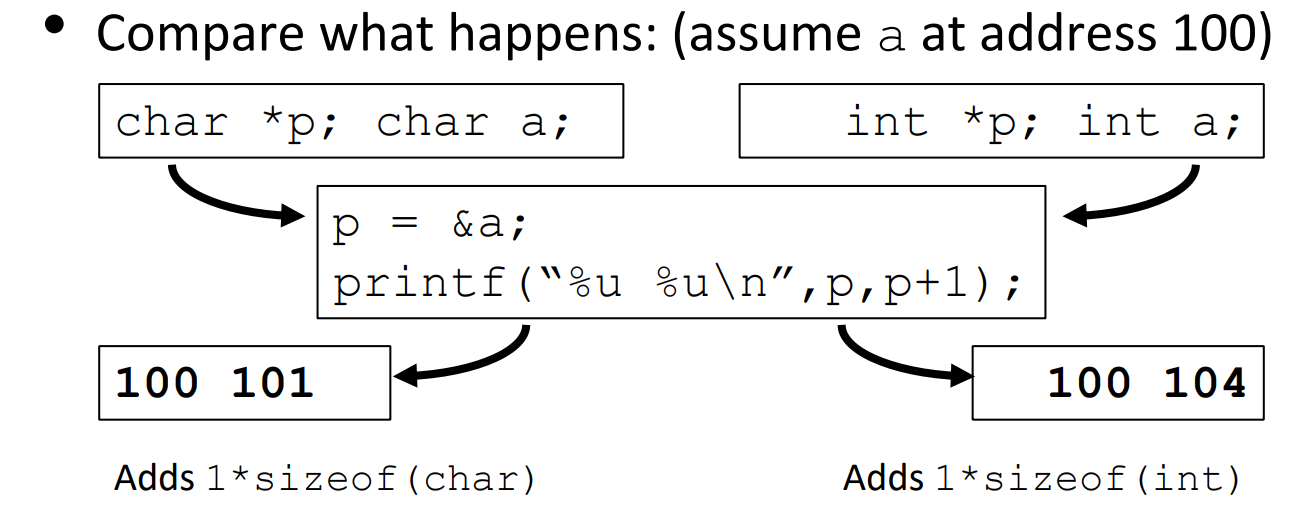 • Compare what happens: (assume a at address 100)
char *p; char a;
int *p; int a;
p = &a;
printf(“%u %u\n”,p,p+1);
100 101
100 104
Adds 1*sizeof(char)
Adds 1*sizeof(int)